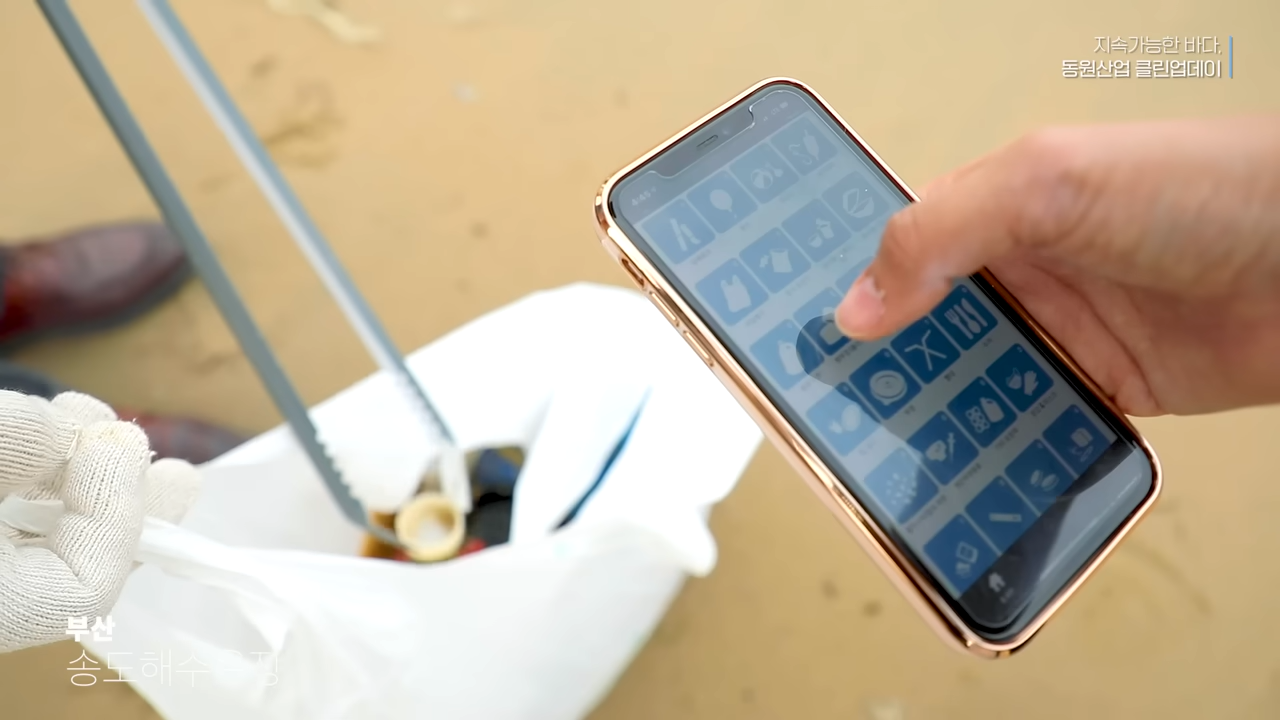 지속가능한 바다,
동원산업 클린업데이
부산
송도해수욕장